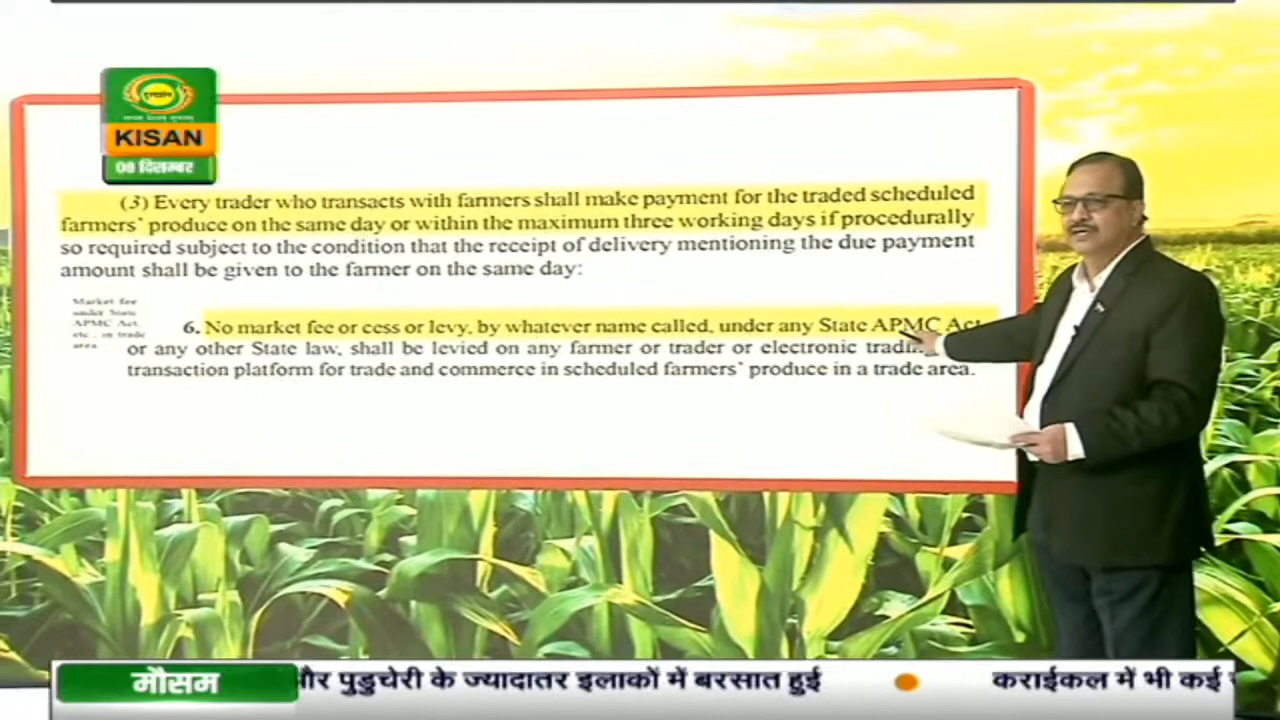 KISAN
08 दिसम्बर
(3) Every trader who transacts with farmers shall make payment for the traded scheduled
farmers' produce on the same day or within the maximum three working days if procedurally
so required subject to the condition that the receipt of delivery mentioning the due payment
amount shall be given to the farmer on the same day:
Market fee
under State
APMC Act,
etc., in trade
area.
6. No market fee or cess or levy, by whatever name called, under any State APMC Act
or any other State law, shall be levied on any farmer or trader or electronic trading
transaction platform for trade and commerce in scheduled farmers' produce in a trade area.
मौसम
और पुडुचेरी के ज्यादातर इलाकों में बरसात हुई
कराईकल में भी कई